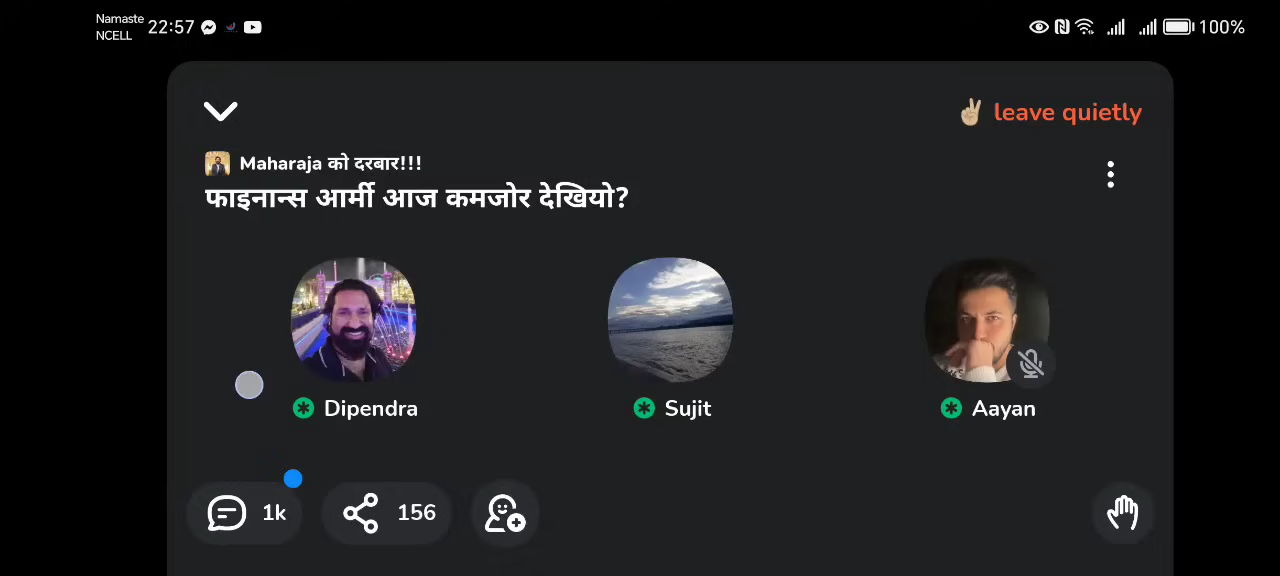 Namaste
NCELL
22:57
100%
✌🏼 leave quietly
Maharaja को दरबार!!!
फाइनान्स आर्मी आज कमजोर देखियो?
Dipendra
Sujit
Aayan
1k
156